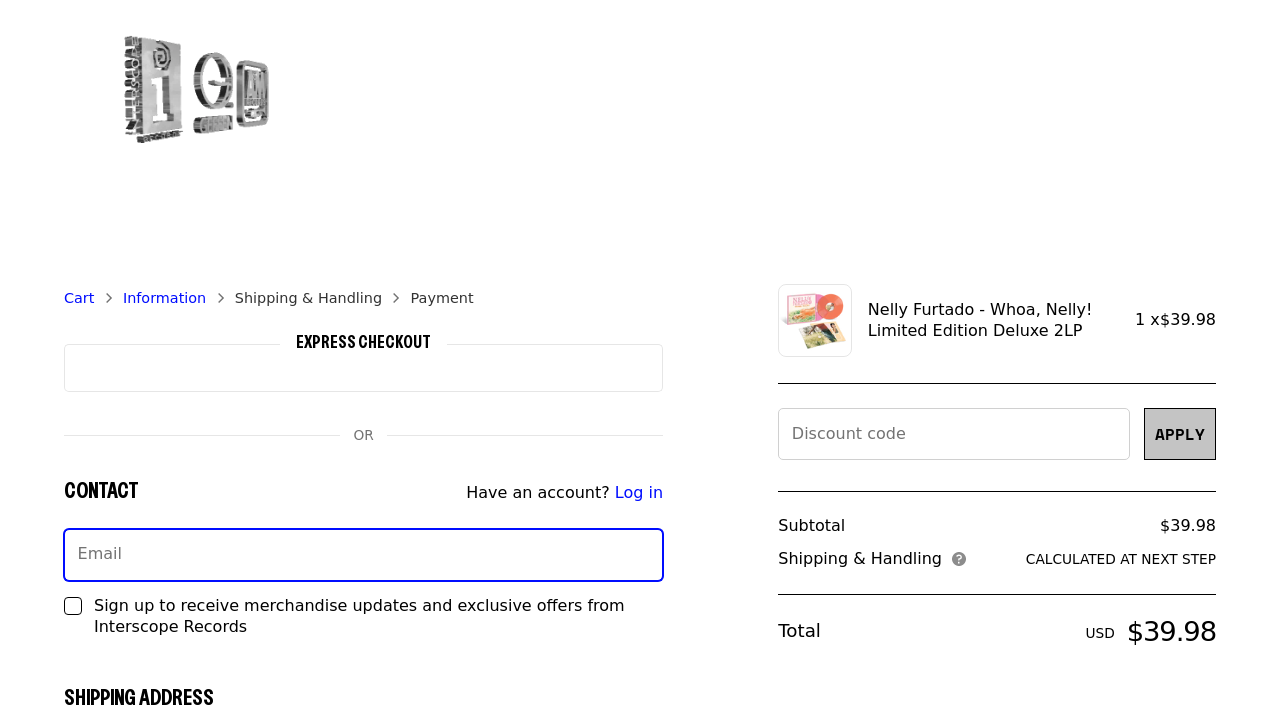 Cart
Information
Shipping & Handling
Payment
EXPRESS CHECKOUT
OR
CONTACT
Have an account? Log in
Email
Sign up to receive merchandise updates and exclusive offers from
Interscope Records
SHIPPING ADDRESS
Nelly Furtado - Whoa, Nelly!
Limited Edition Deluxe 2LP
1 x$39.98
Discount code
APPLY
Subtotal
$39.98
Shipping & Handling
CALCULATED AT NEXT STEP
Total
USD $39.98